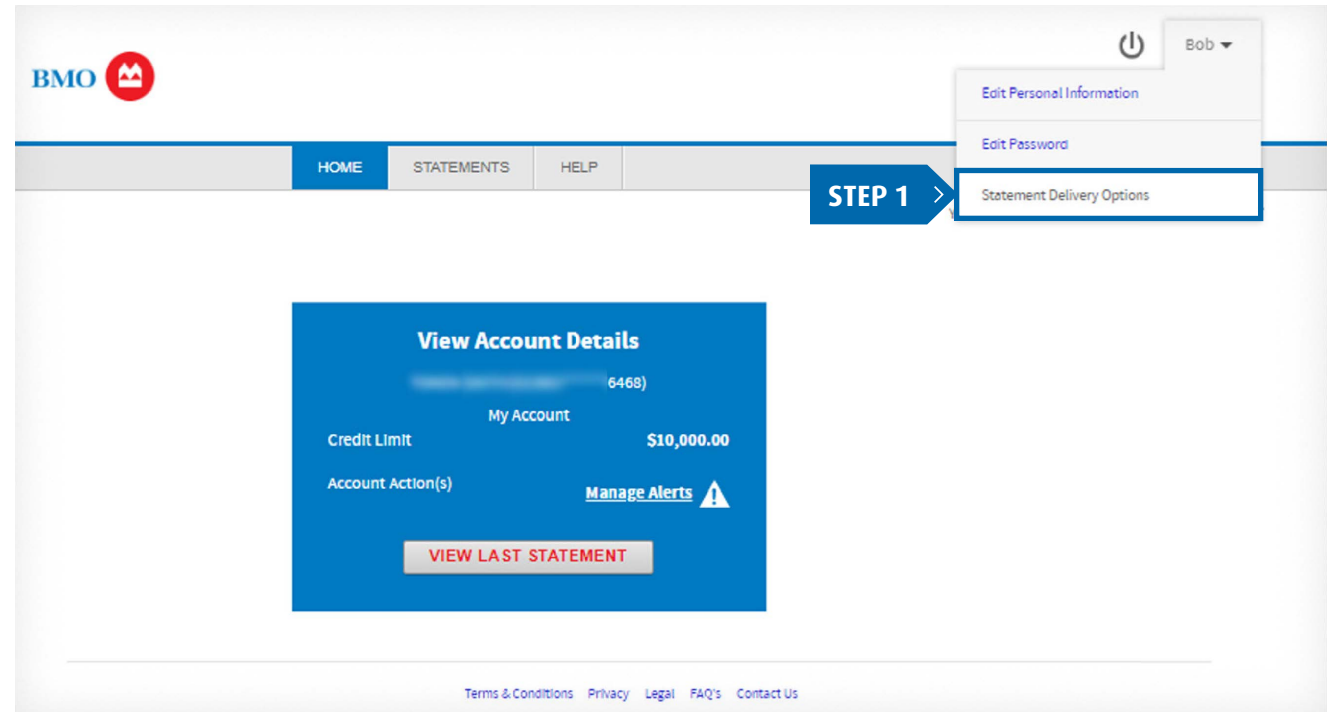 BMO
Bob
Edit Personal Information
Edit Password
HOME STATEMENTS HELP
STEP 1
Statement Delivery Options
View Account Details
6468)
My Account
Credit Limit $10,000.00
Account Action(s) Manage Alerts
VIEW LAST STATEMENT
Terms & Conditions Privacy Legal FAQ's Contact Us